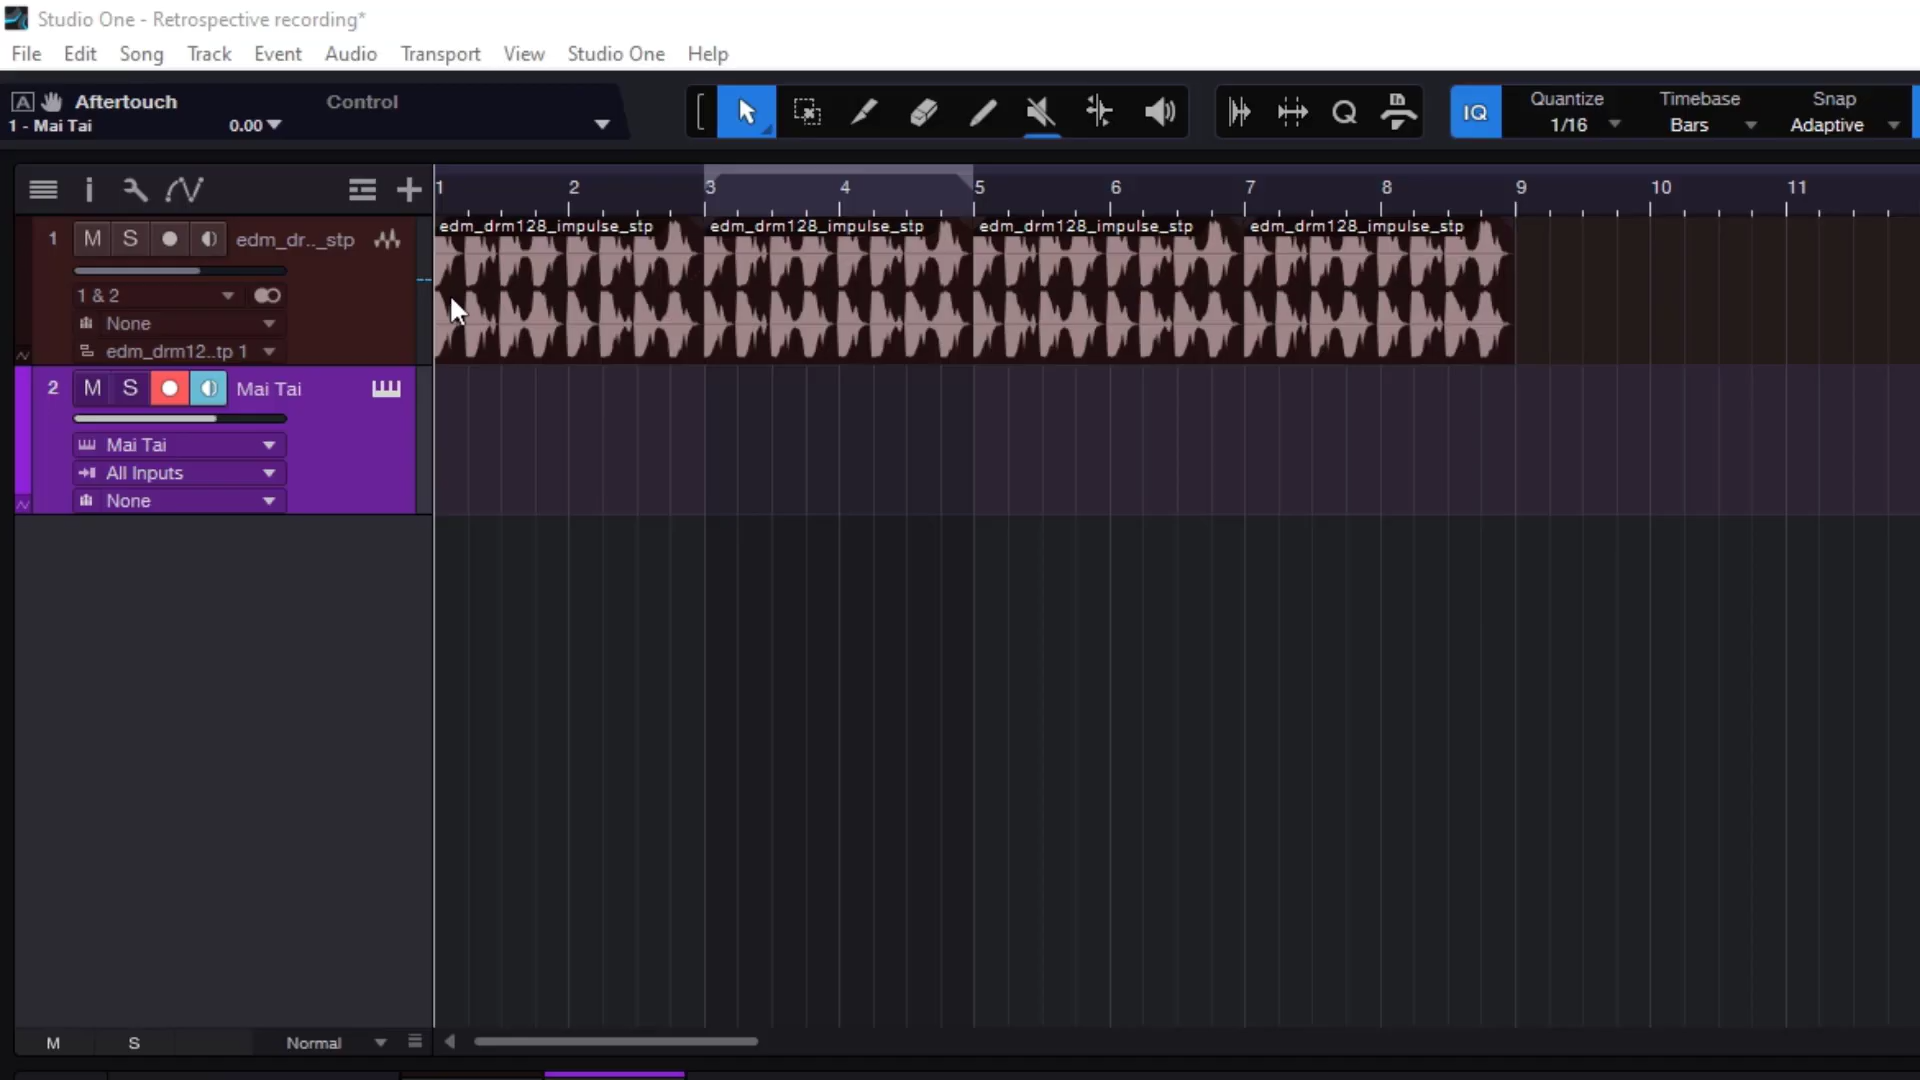 Studio One - Retrospective recording*
File Edit Song Track Event Audio Transport View Studio One Help
A Aftertouch Control
1 - Mai Tai 0.00
IQ
Quantize Timebase Snap
1/16 Bars Adaptive
1 2 3 4 5 6 7 8 9 10 11
1 M S edm_dr.._stp
1 & 2
None
edm_drm12..tp 1
edm_drm128_impulse_stp edm_drm128_impulse_stp edm_drm128_impulse_stp edm_drm128_impulse_stp
2 M S Mai Tai
Mai Tai
All Inputs
None
M S Normal